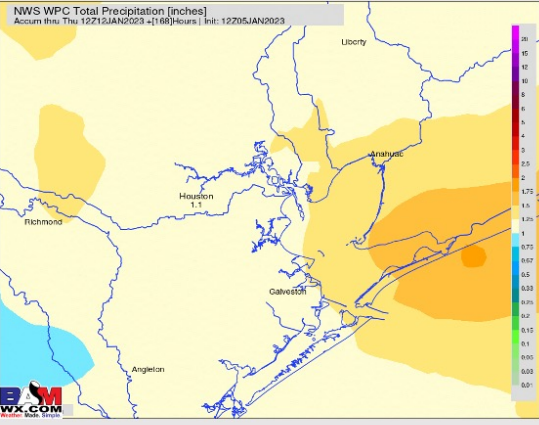 NWS WPC Total Precipitation [inches]
Accum thru Thu 12Z12JAN2023 +[168]Hours | Init: 12Z05JAN2023
Liberty
Anahuac
Houston
1.1
Richmond
Galveston
Angleton
20
15
12
10
8
6
5
4
3
2.5
2
1.75
1.5
1.25
1
0.75
0.67
0.5
0.33
0.25
0.2
0.15
0.1
0.05
0.03
0.01
BAM
WX.COM
Weather. Made. Simple.